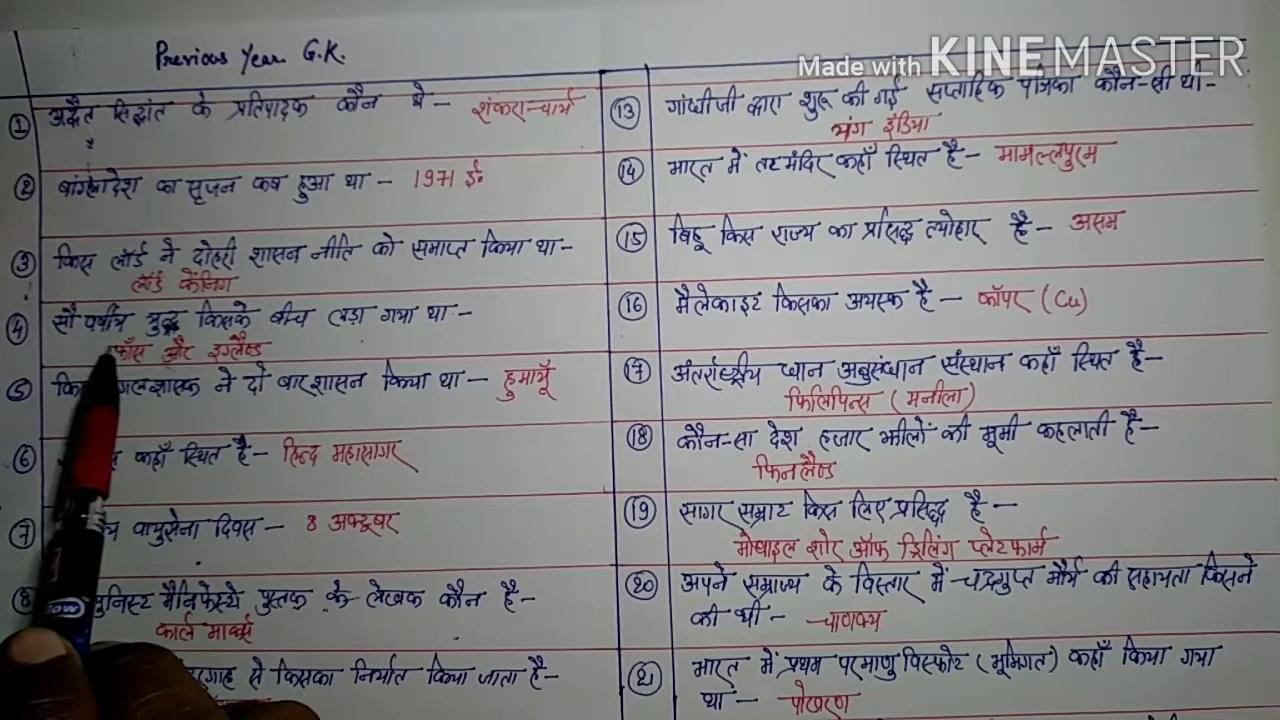 Previous Year G.K.
Made with KINEMASTER
① अद्वैत सिद्धांत के प्रतिपादक कौन थे – शंकराचार्य
② बांग्लादेश का सृजन कब हुआ था – 1971 ई॰
③ किस लॉर्ड ने दोहरी शासन नीति को समाप्त किया था –
लॉर्ड केनिंग
④ सौ वर्षीय युद्ध किसके बीच लड़ा गया था –
फ्राँस और इंग्लैण्ड
⑤ ने दो बार शासन किया था – हुमायूँ
⑥ कहाँ स्थित है – हिन्द महासागर
⑦ वायुसेना दिवस – 8 अक्टूबर
⑧ मैनिफेस्टो पुस्तक के लेखक कौन है –
कार्ल मार्क्स
से किसका निर्यात किया जाता है –
⑬ गांधीजी द्वारा शुरू की गई सप्ताहिक पत्रिका कौन-सी थी –
यंग इंडिया
⑭ भारत में तटमंदिर कहाँ स्थित है – मामल्लपुरम
⑮ बिहू किस राज्य का प्रसिद्ध त्योहार है – असम
⑯ मैलेकाइट किसका अयस्क है – कॉपर (Cu)
⑰ अंतर्राष्ट्रीय धान अनुसंधान संस्थान कहाँ स्थित है –
फिलिपिन्स (मनीला)
⑱ कौन-सा देश हजार झीलों की भूमी कहलाती है –
फिनलैण्ड
⑲ सागर सम्राट किस लिए प्रसिद्ध है –
मोबाइल शोर ऑफ ड्रिलिंग प्लेटफार्म
⑳ अपने सम्राज्य के विस्तार में चन्द्रगुप्त मौर्य की सहायता किसने
की थी – चाणक्य
㉑ भारत में प्रथम परमाणु विस्फोट (भूमिगत) कहाँ किया गया
था – पोखरण